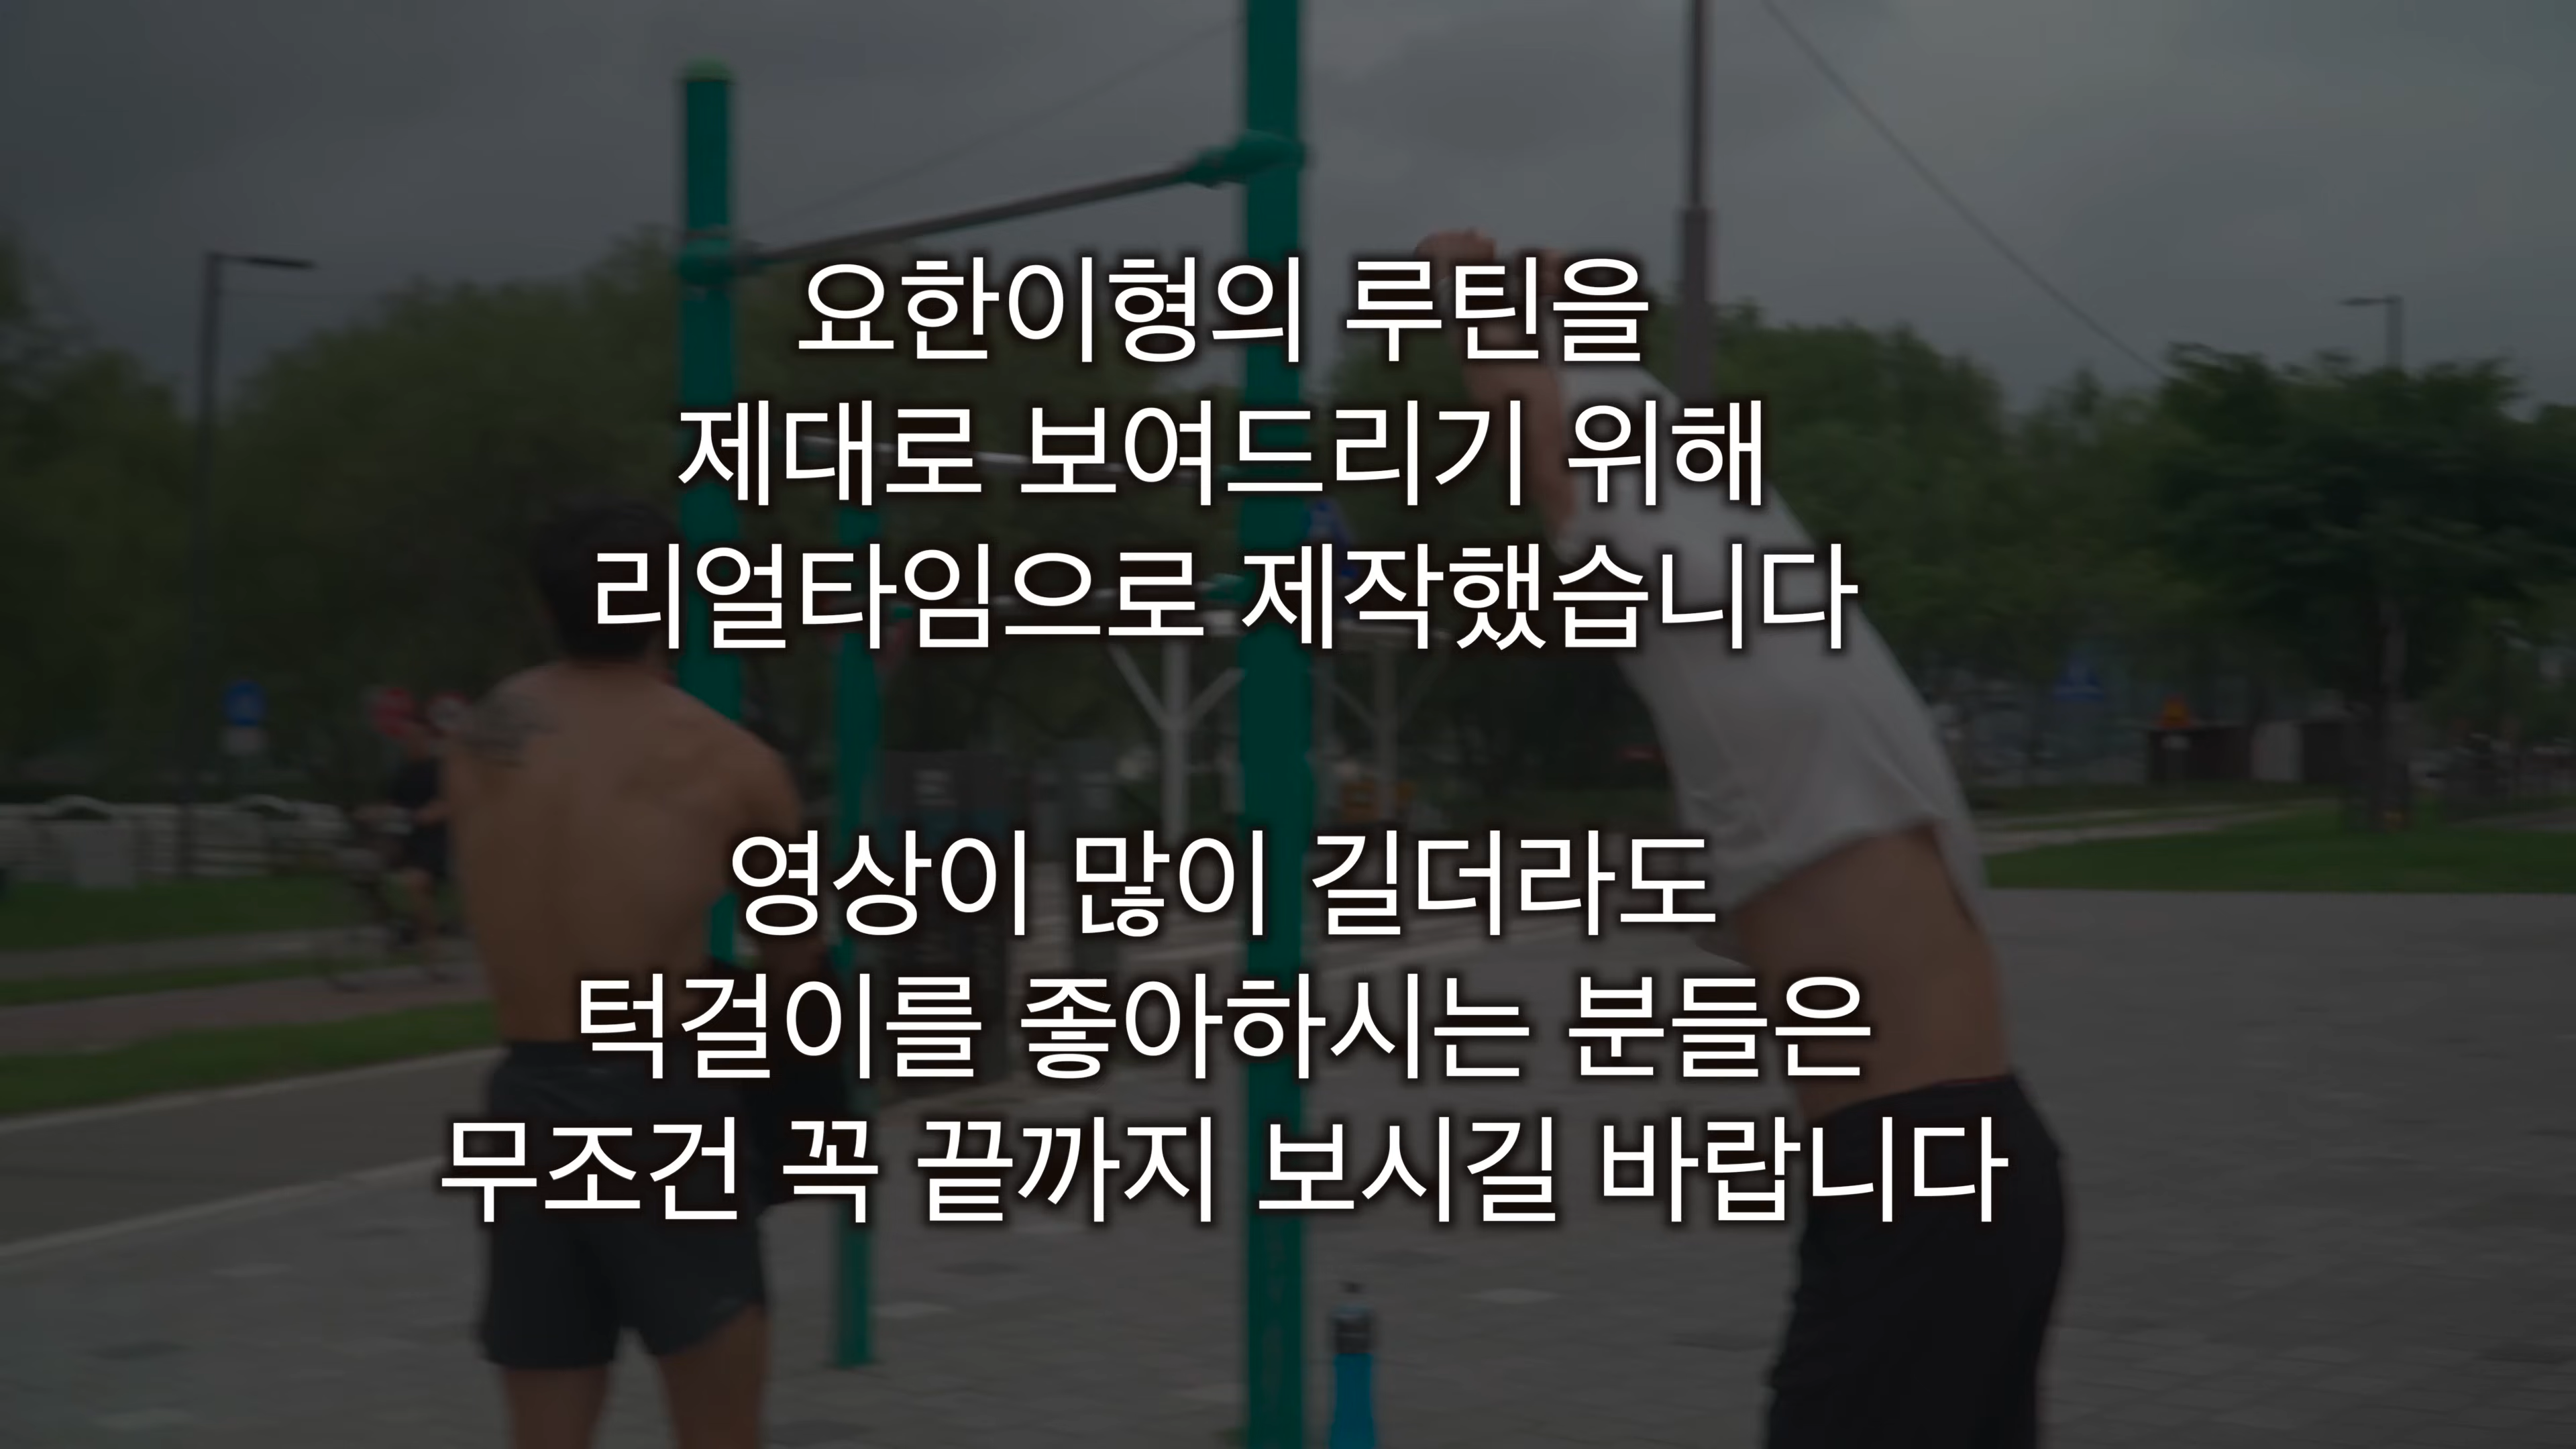 요한이형의 루틴을
제대로 보여드리기 위해
리얼타임으로 제작했습니다
영상이 많이 길더라도
턱걸이를 좋아하시는 분들은
무조건 꼭 끝까지 보시길 바랍니다